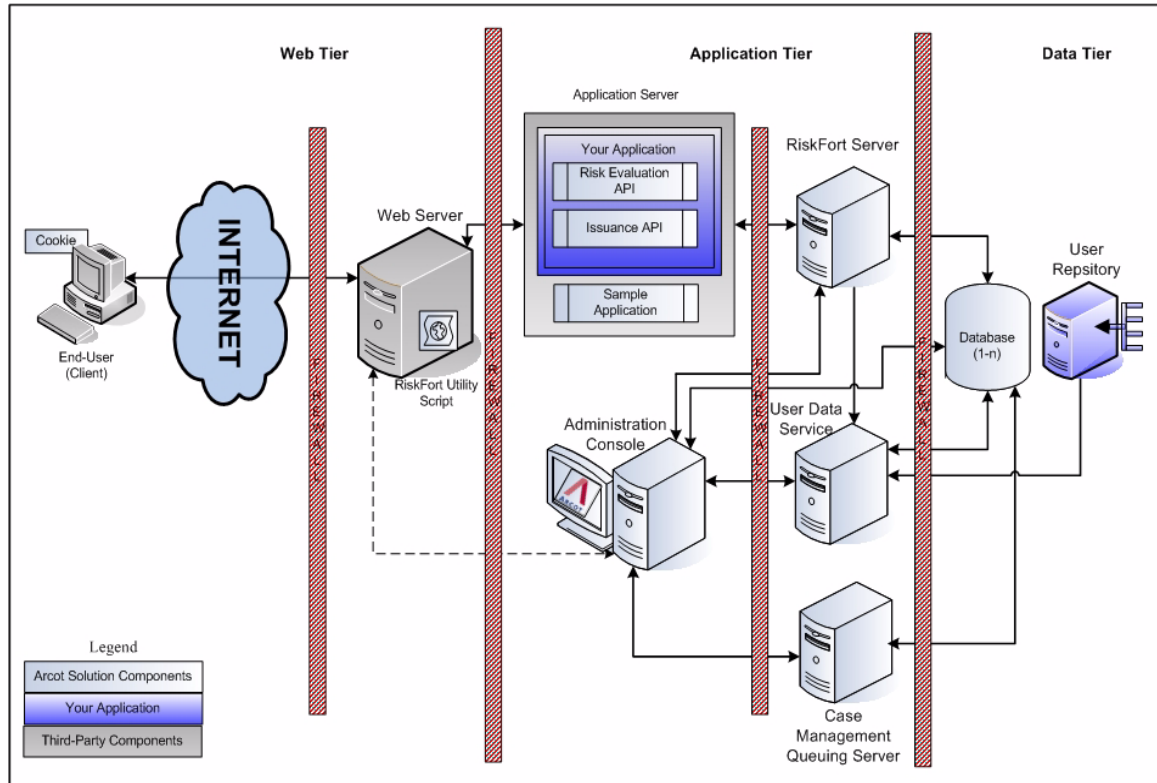 Web Tier
Application Tier
Data Tier
Application Server
Your Application
Risk Evaluation
API
Issuance API
Sample
Application
RiskFort Server
Web Server
Cookie
INTERNET
End-User
(Client)
RiskFort Utility
Script
FIREWALL
FIREWALL
FIREWALL
FIREWALL
User
Repsitory
Database
(1-n)
Administration
Console
ARCOT
User Data
Service
Case
Management
Queuing Server
Legend
Arcot Solution Components
Your Application
Third-Party Components